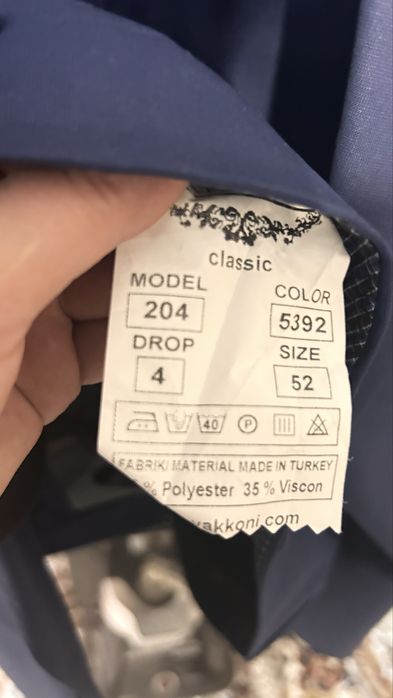 classic
MODEL COLOR
204 5392
DROP SIZE
4 52
40 P
FABRIK/ MATERIAL MADE IN TURKEY
% Polyester 35 % Viscon
akkoni.com